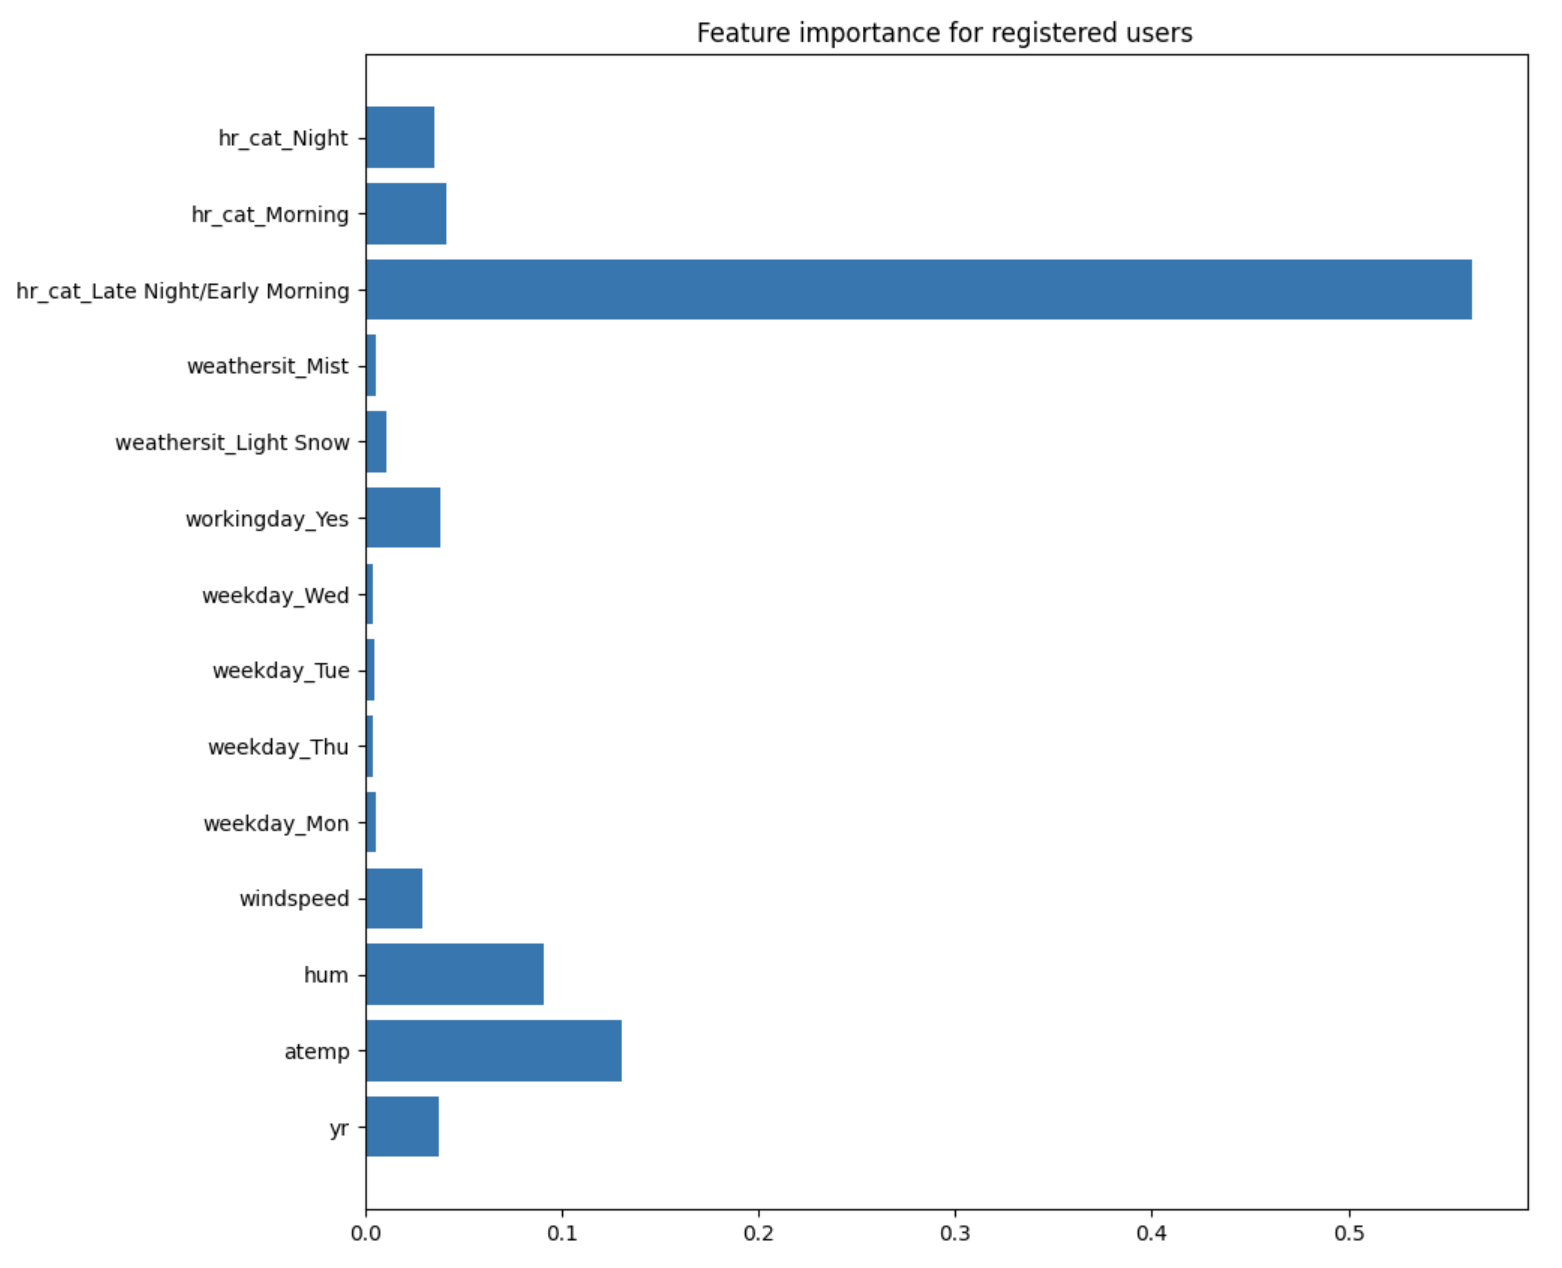 Feature importance for registered users
hr_cat_Night
hr_cat_Morning
hr_cat_Late Night/Early Morning
weathersit_Mist
weathersit_Light Snow
workingday_Yes
weekday_Wed
weekday_Tue
weekday_Thu
weekday_Mon
windspeed
hum
atemp
yr
0.0 0.1 0.2 0.3 0.4 0.5